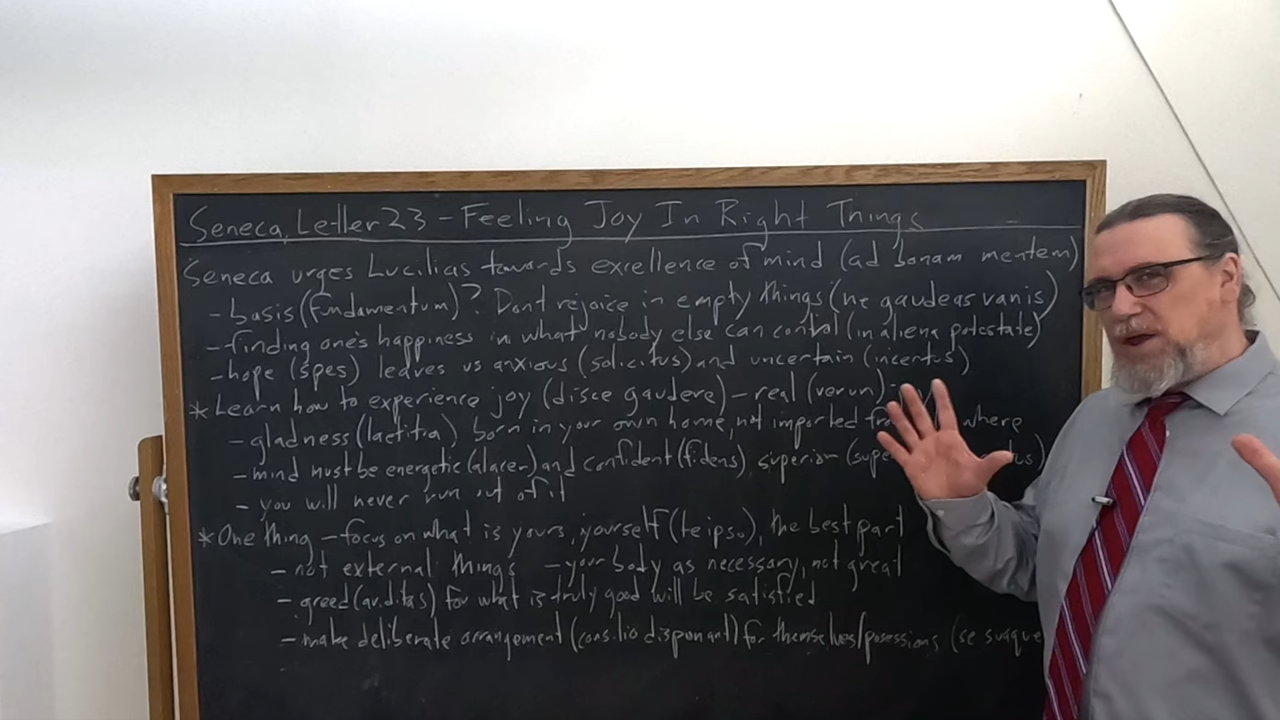 Seneca, Letter 23 - Feeling Joy In Right Things
Seneca urges Lucilius towards excellence of mind (ad bonam mentem)
- basis (fundamentum)? Dont rejoice in empty things (ne gaudeas vanis)
- finding one's happiness in what nobody else can control (in aliena potestate)
- hope (spes) leaves us anxious (solicitus) and uncertain (incertus)
* Learn how to experience joy (disce gaudere) - real (verum)
- gladness (laetitia) born in your own home, not imported where
- mind must be energetic (alacer) and confident (fidens), superior
- you will never run out of it
* One thing - focus on what is yours, yourself (te ipso), the best part
- not external things - your body as necessary, not great
- greed (aviditas) for what is truly good will be satisfied
- make deliberate arrangement (consilio disponant) for themselves/posessions (se suaque